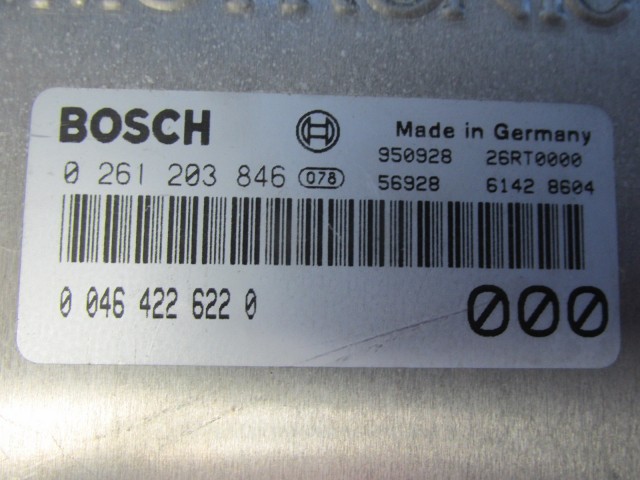 MOTRONIC
BOSCH
Made in Germany
0 261 203 846 078
950928 26RT0000
56928 6142 8604
0 046 422 622 0
000